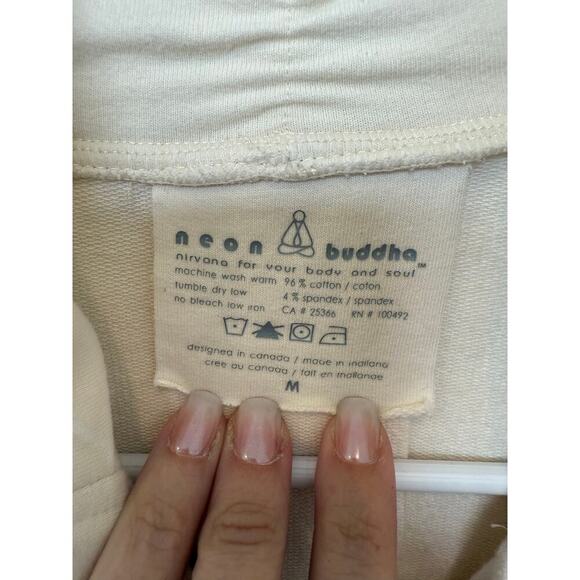 neon buddha™
nirvana for your body and soul
machine wash warm 96% cotton / coton
tumble dry low 4% spandex / spandex
no bleach low iron CA # 25366 RN # 100492
designed in canada / made in thailand
cree au canada / fait en thailande
M